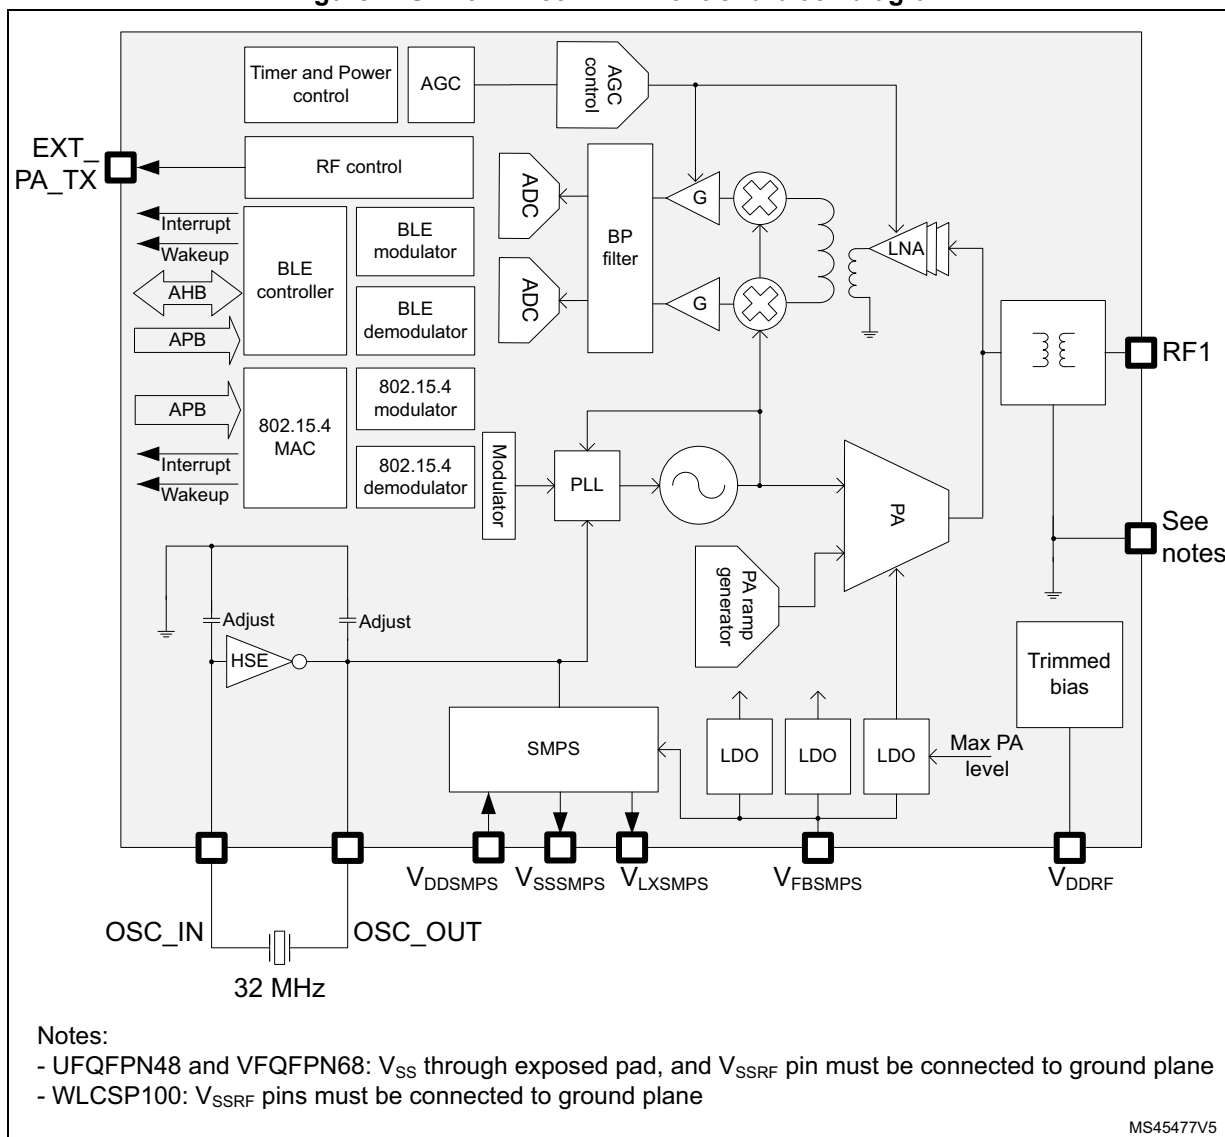 Timer and Power
control
AGC
AGC
control
EXT_
PA_TX
RF control
ADC
ADC
BP
filter
G
G
LNA
Interrupt
Wakeup
AHB
APB
BLE
controller
BLE
modulator
BLE
demodulator
RF1
APB
Interrupt
Wakeup
802.15.4
MAC
802.15.4
modulator
802.15.4
demodulator
Modulator
PLL
PA
See
notes
PA ramp
generator
Adjust
Adjust
HSE
Trimmed
bias
SMPS
LDO
LDO
LDO
Max PA
level
VDDSMPS
VSSSMPS
VLXSMPS
VFBSMPS
VDDRF
OSC_IN
OSC_OUT
32 MHz
Notes:
- UFQFPN48 and VFQFPN68: VSS through exposed pad, and VSSRF pin must be connected to ground plane
- WLCSP100: VSSRF pins must be connected to ground plane
MS45477V5